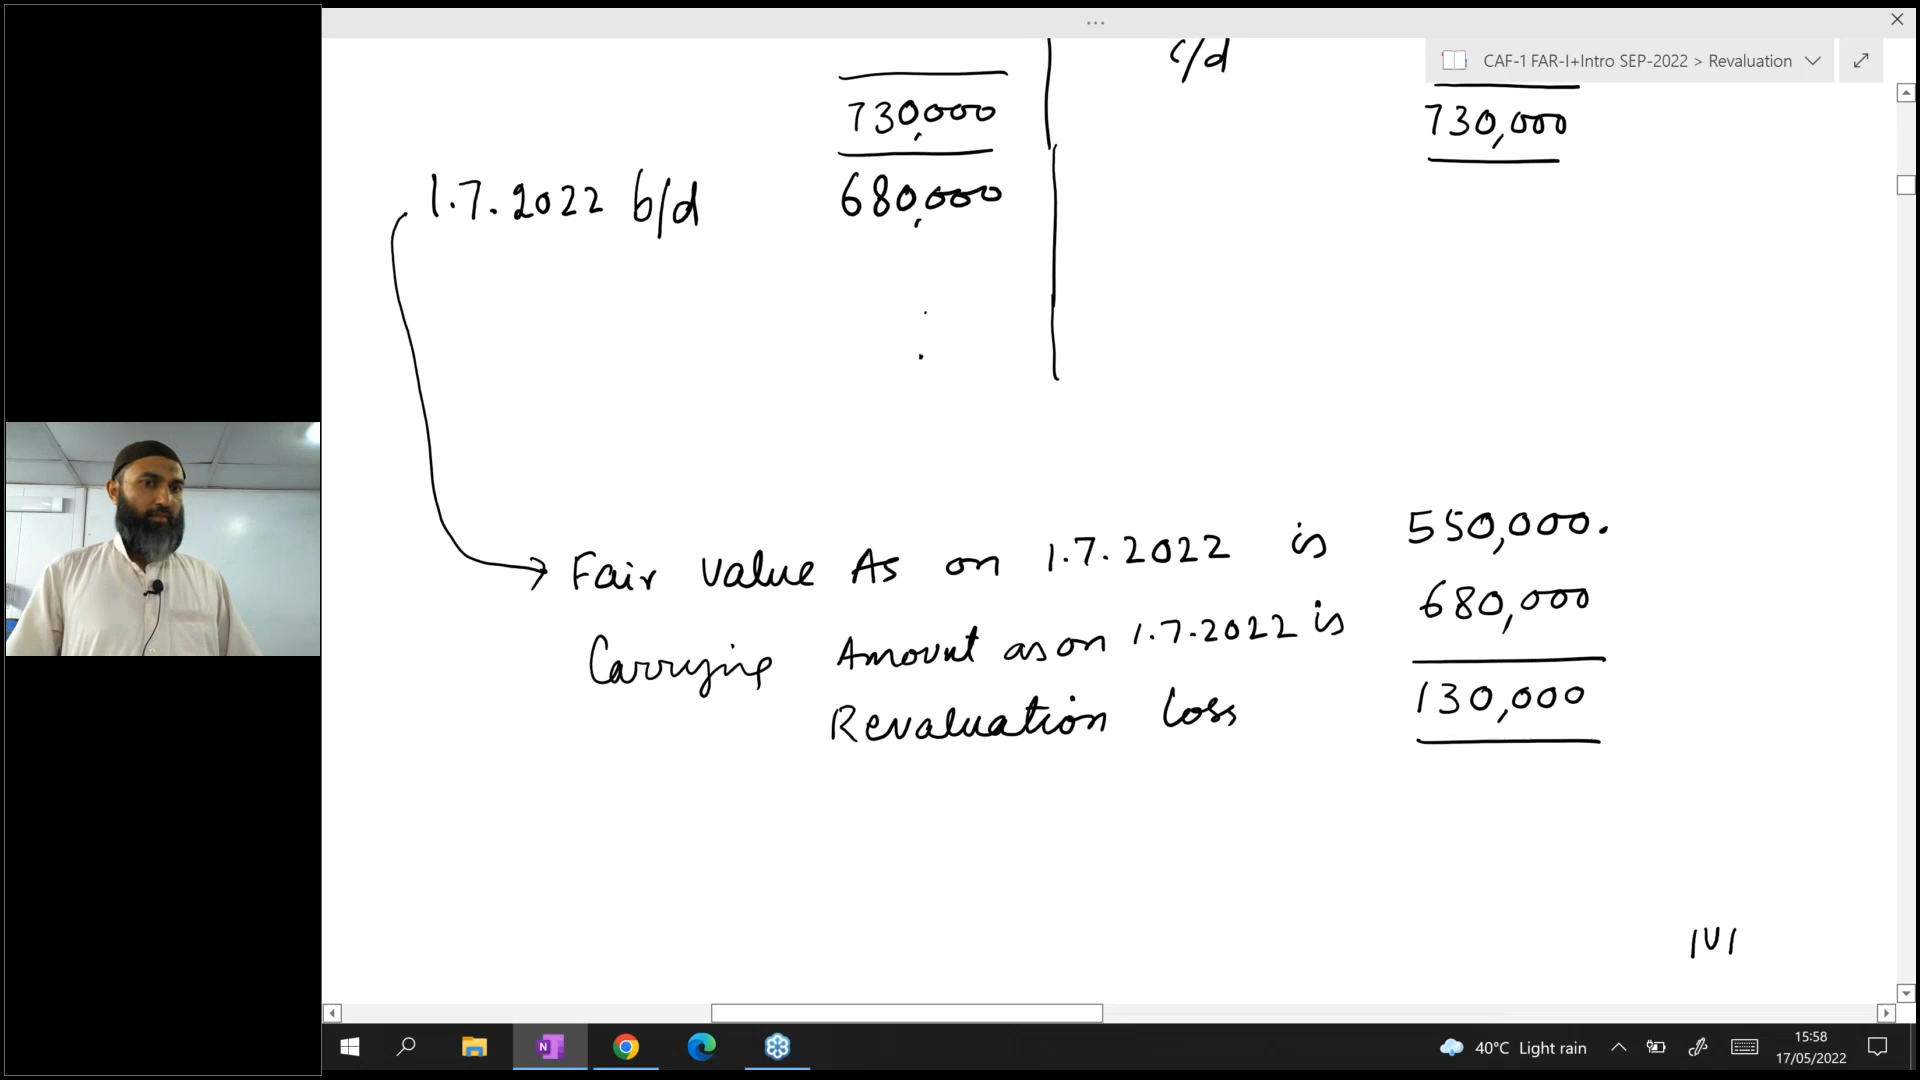 c/d
CAF-1 FAR-I+Intro SEP-2022 > Revaluation
730,000
730,000
1.7.2022 b/d 680,000
Fair value As on 1.7.2022 is 550,000.
Carrying Amount as on 1.7.2022 is 680,000
Revaluation loss 130,000
40°C Light rain
15:58
17/05/2022